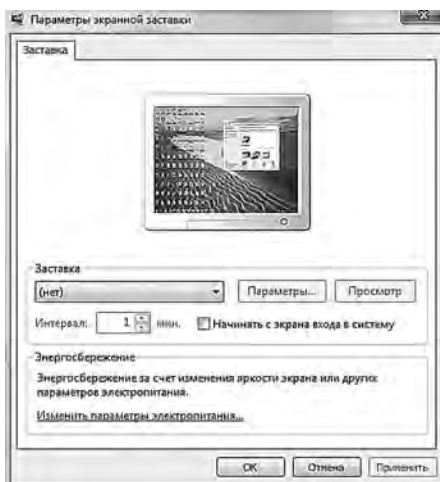 Параметры экранной заставки
Заставка
Заставка
(нет)
Параметры...
Просмотр
Интервал: 1 мин. Начинать с экрана входа в систему
Энергосбережение
Энергосбережение за счет изменения яркости экрана или других
параметров электропитания.
Изменить параметры электропитания...
ОК
Отмена
Применить